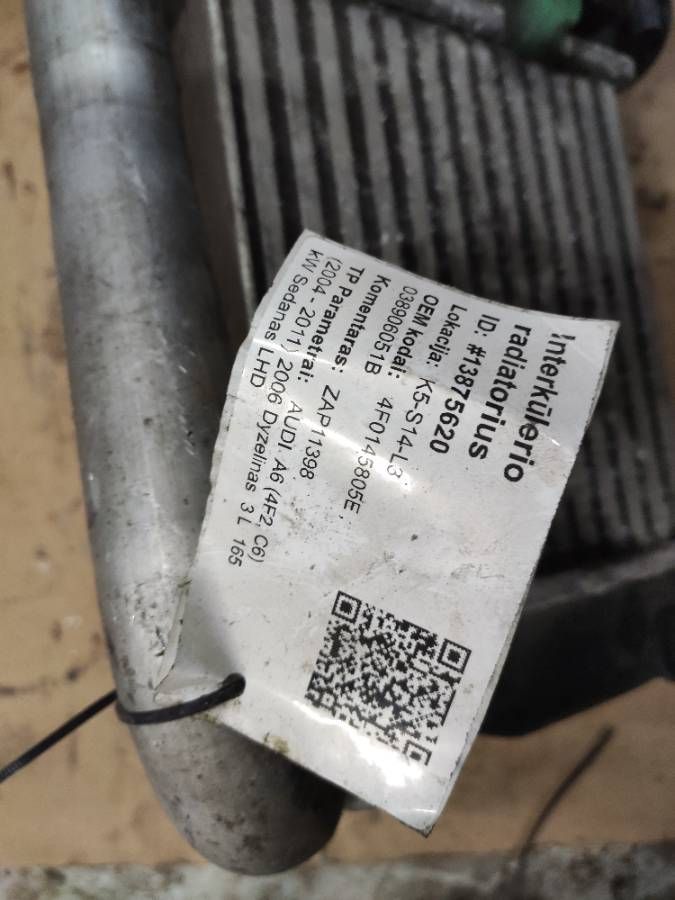 Interkūlerio
radiatorius
ID: #13875620
Lokacija: K5-S14-L3
OEM kodai: 4F0145805E,
038906051B
Komentaras: ZAP11398
Tp Parametrai: AUDI, A6 (4F2, C6)
(2004 - 2011) 2006 Dyzelinas 3 L 165
kW Sedanas LHD